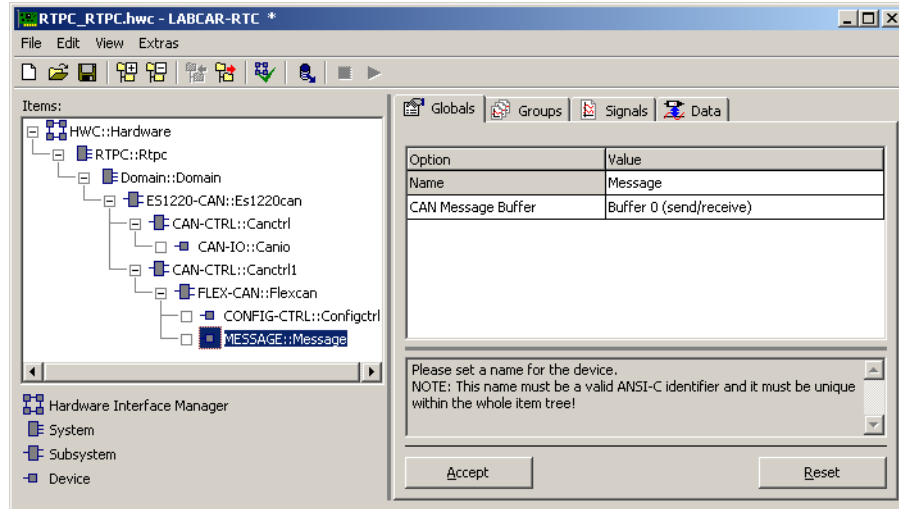 RTPC_RTPC.hwc - LABCAR-RTC *
File Edit View Extras
Items:
HWC::Hardware
RTPC::Rtpc
Domain::Domain
ES1220-CAN::Es1220can
CAN-CTRL::Canctrl
CAN-IO::Canio
CAN-CTRL::Canctrl1
FLEX-CAN::Flexcan
CONFIG-CTRL::Configctrl
MESSAGE::Message
Hardware Interface Manager
System
Subsystem
Device
Globals Groups Signals Data
Option Value
Name Message
CAN Message Buffer Buffer 0 (send/receive)
Please set a name for the device.
NOTE: This name must be a valid ANSI-C identifier and it must be unique
within the whole item tree!
Accept Reset